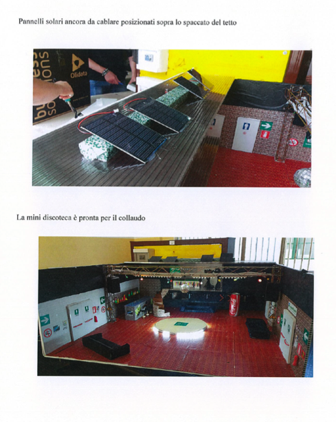 Pannelli solari ancora da cablare posizionati sopra lo spaccato del tetto
La mini discoteca è pronta per il collaudo